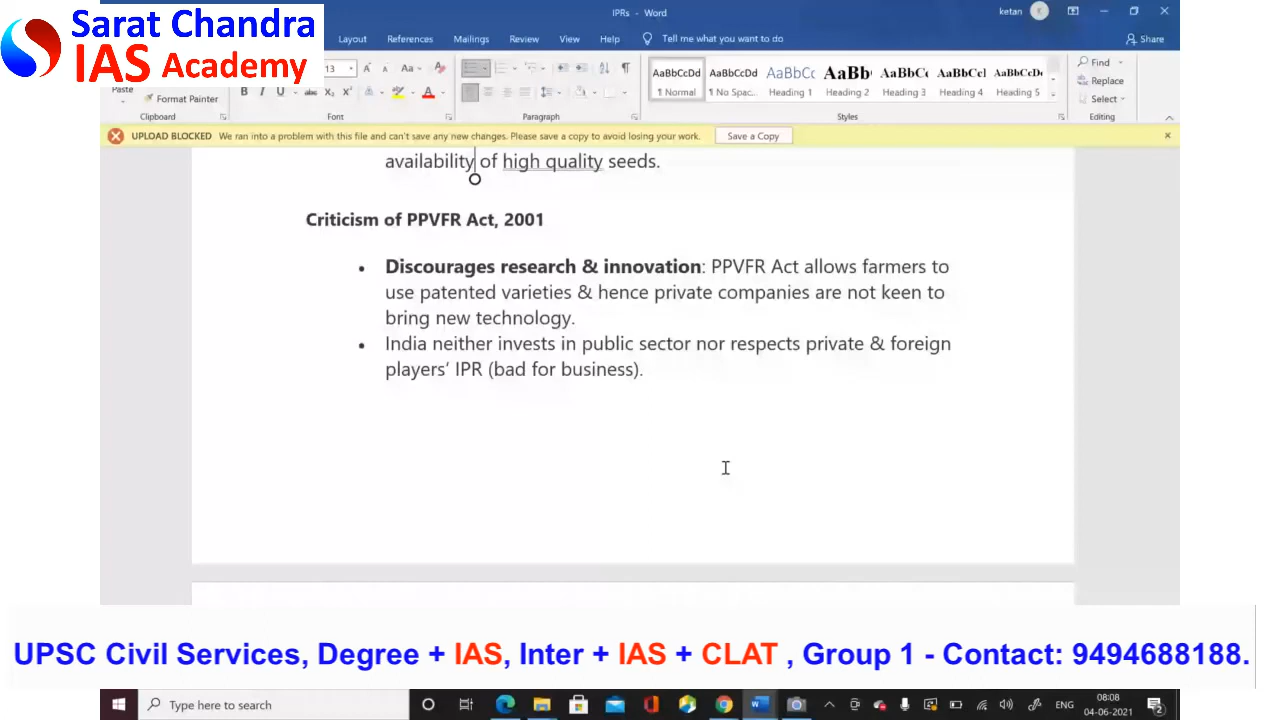 Sarat Chandra
IAS Academy
IPRs - Word
ketan
K
Layout References Mailings Review View Help Tell me what you want to do
Share
13
Aa
Paste
Format Painter
B I U abc X₂ X² A
AaBbCcDd AaBbCcDd AaBbCc AaBb AaBbCc AaBbCcI AaBbCcDc
¶ Normal ¶ No Spac... Heading 1 Heading 2 Heading 3 Heading 4 Heading 5
Find
Replace
Select
Clipboard Font Paragraph Styles Editing
UPLOAD BLOCKED We ran into a problem with this file and can't save any new changes. Please save a copy to avoid losing your work. Save a Copy
availability of high quality seeds.
Criticism of PPVFR Act, 2001
• Discourages research & innovation: PPVFR Act allows farmers to
use patented varieties & hence private companies are not keen to
bring new technology.
• India neither invests in public sector nor respects private & foreign
players' IPR (bad for business).
UPSC Civil Services, Degree + IAS, Inter + IAS + CLAT , Group 1 - Contact: 9494688188.
Type here to search
ENG
08:08
04-06-2021
2